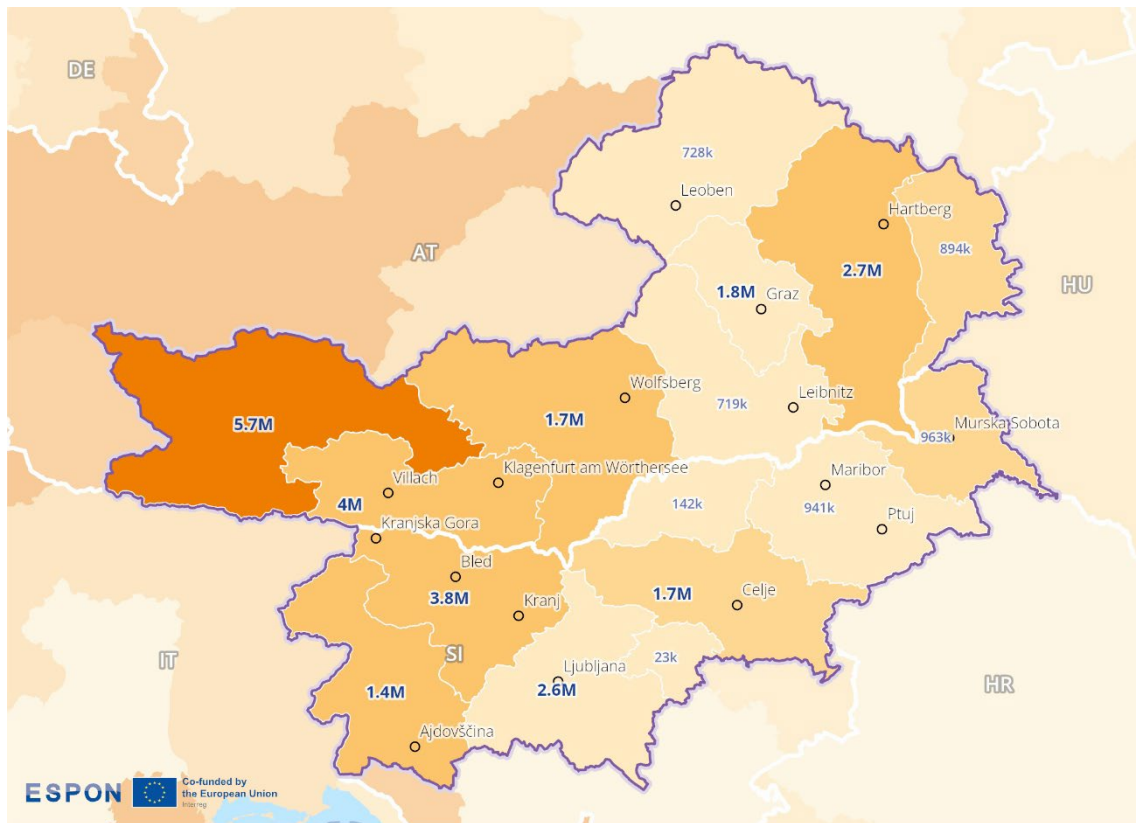 DE
728k
Leoben
Hartberg
AT
894k
2.7M
HU
1.8M
Graz
Wolfsberg
719k
Leibnitz
5.7M
1.7M
963k
Murska Sobota
Klagenfurt am Wörthersee
Maribor
Villach
4M
142k
941k
Ptuj
Kranjska Gora
Bled
3.8M
1.7M
Celje
Kranj
SI
IT
Ljubljana
23k
2.6M
HR
1.4M
Ajdovščina
ESPON
Co-funded by
the European Union
Interreg